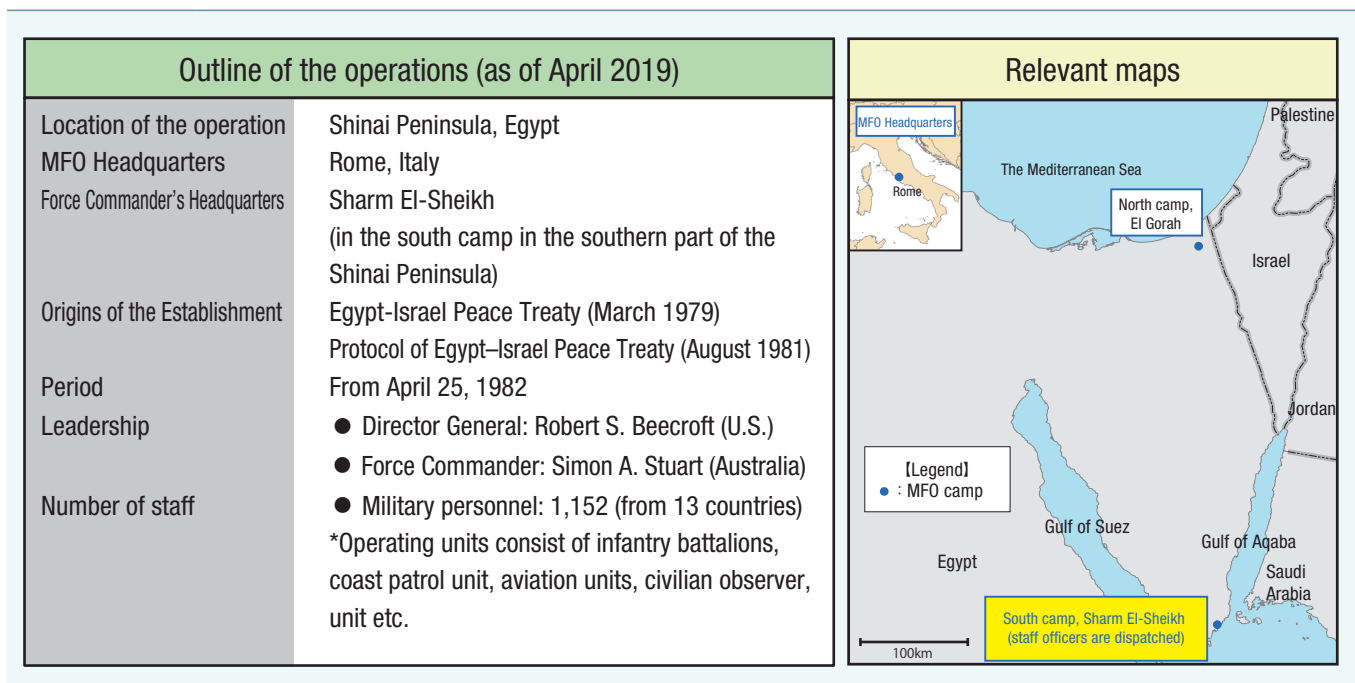 Outline of the operations (as of April 2019)
Location of the operation
Shinai Peninsula, Egypt
MFO Headquarters
Rome, Italy
Force Commander's Headquarters
Sharm El-Sheikh
(in the south camp in the southern part of the
Shinai Peninsula)
Origins of the Establishment
Egypt-Israel Peace Treaty (March 1979)
Protocol of Egypt–Israel Peace Treaty (August 1981)
Period
From April 25, 1982
Leadership
● Director General: Robert S. Beecroft (U.S.)
● Force Commander: Simon A. Stuart (Australia)
Number of staff
● Military personnel: 1,152 (from 13 countries)
*Operating units consist of infantry battalions,
coast patrol unit, aviation units, civilian observer,
unit etc.
Relevant maps
MFO Headquarters
Rome
The Mediterranean Sea
Palestine
North camp,
El Gorah
Israel
Jordan
【Legend】
● : MFO camp
Gulf of Suez
Gulf of Aqaba
Egypt
Saudi
Arabia
South camp, Sharm El-Sheikh
(staff officers are dispatched)
100km